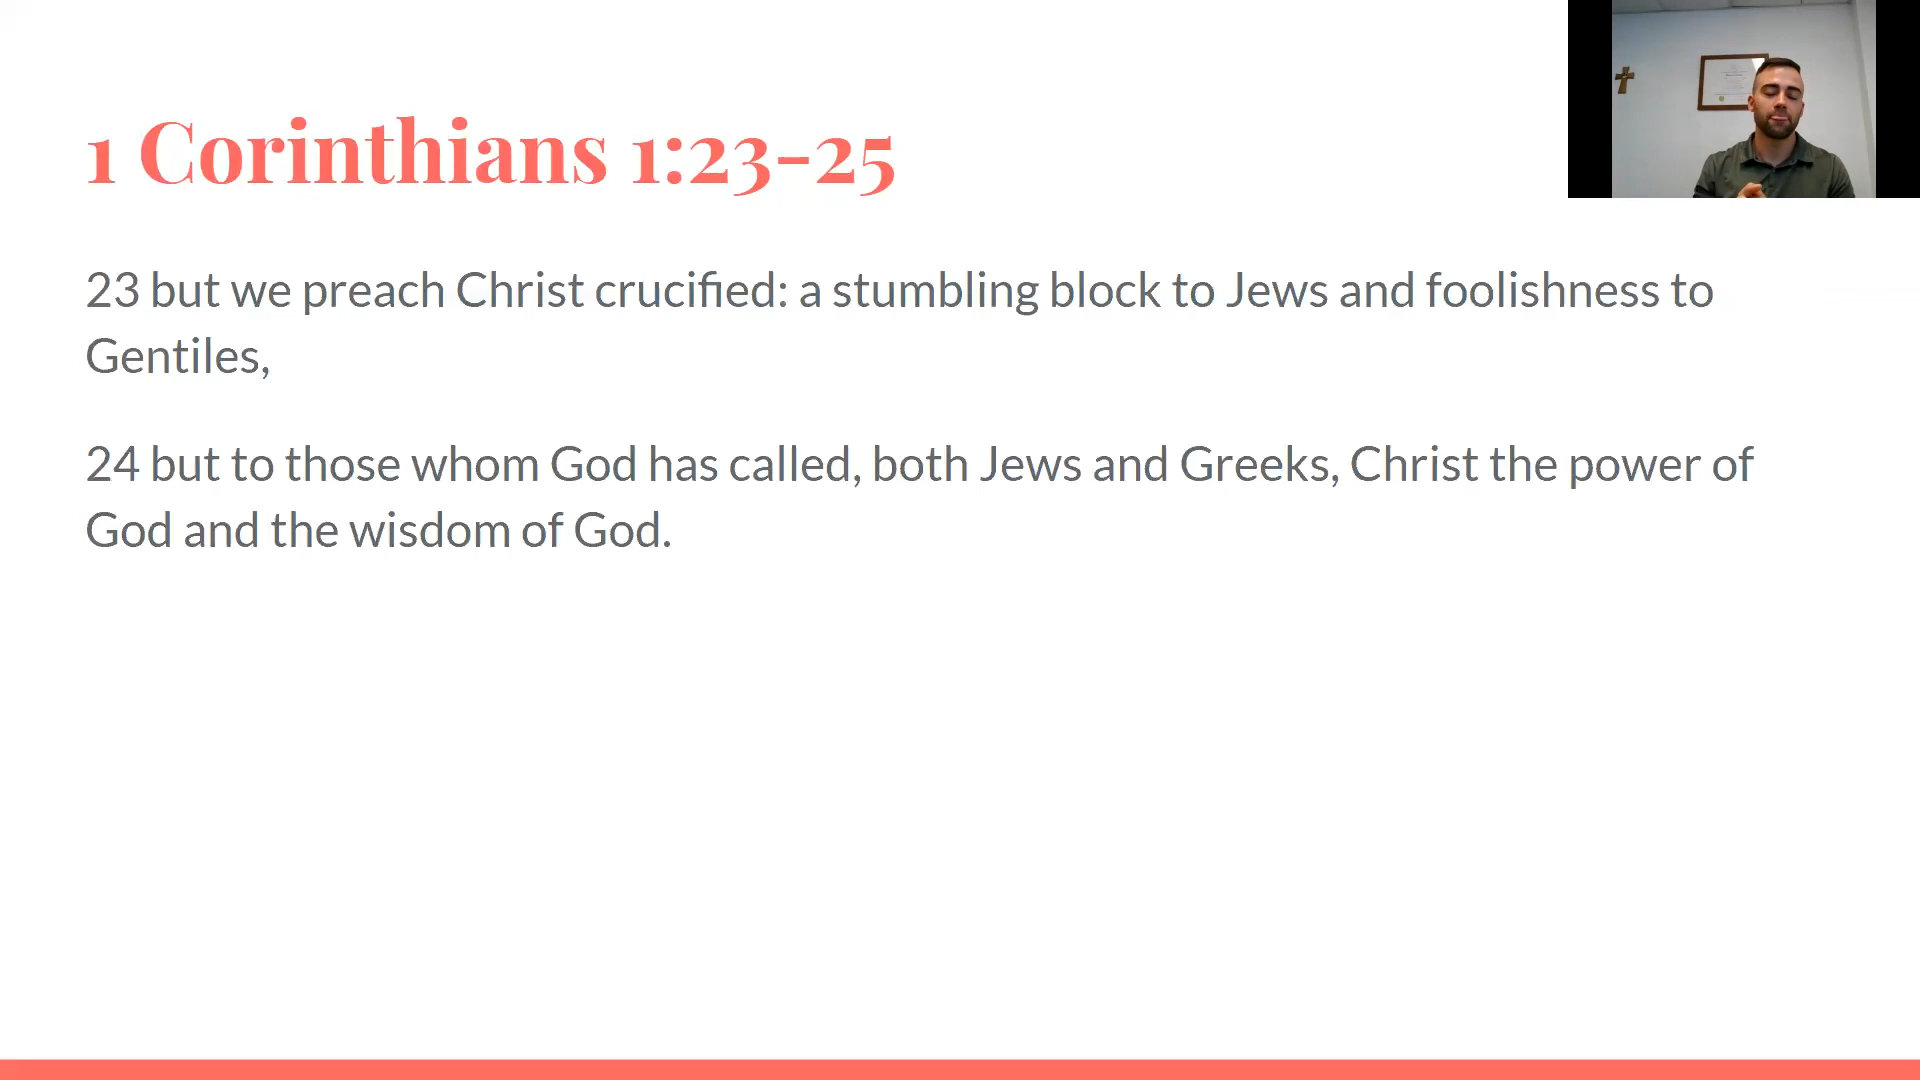 1 Corinthians 1:23-25
23 but we preach Christ crucified: a stumbling block to Jews and foolishness to
Gentiles,
24 but to those whom God has called, both Jews and Greeks, Christ the power of
God and the wisdom of God.